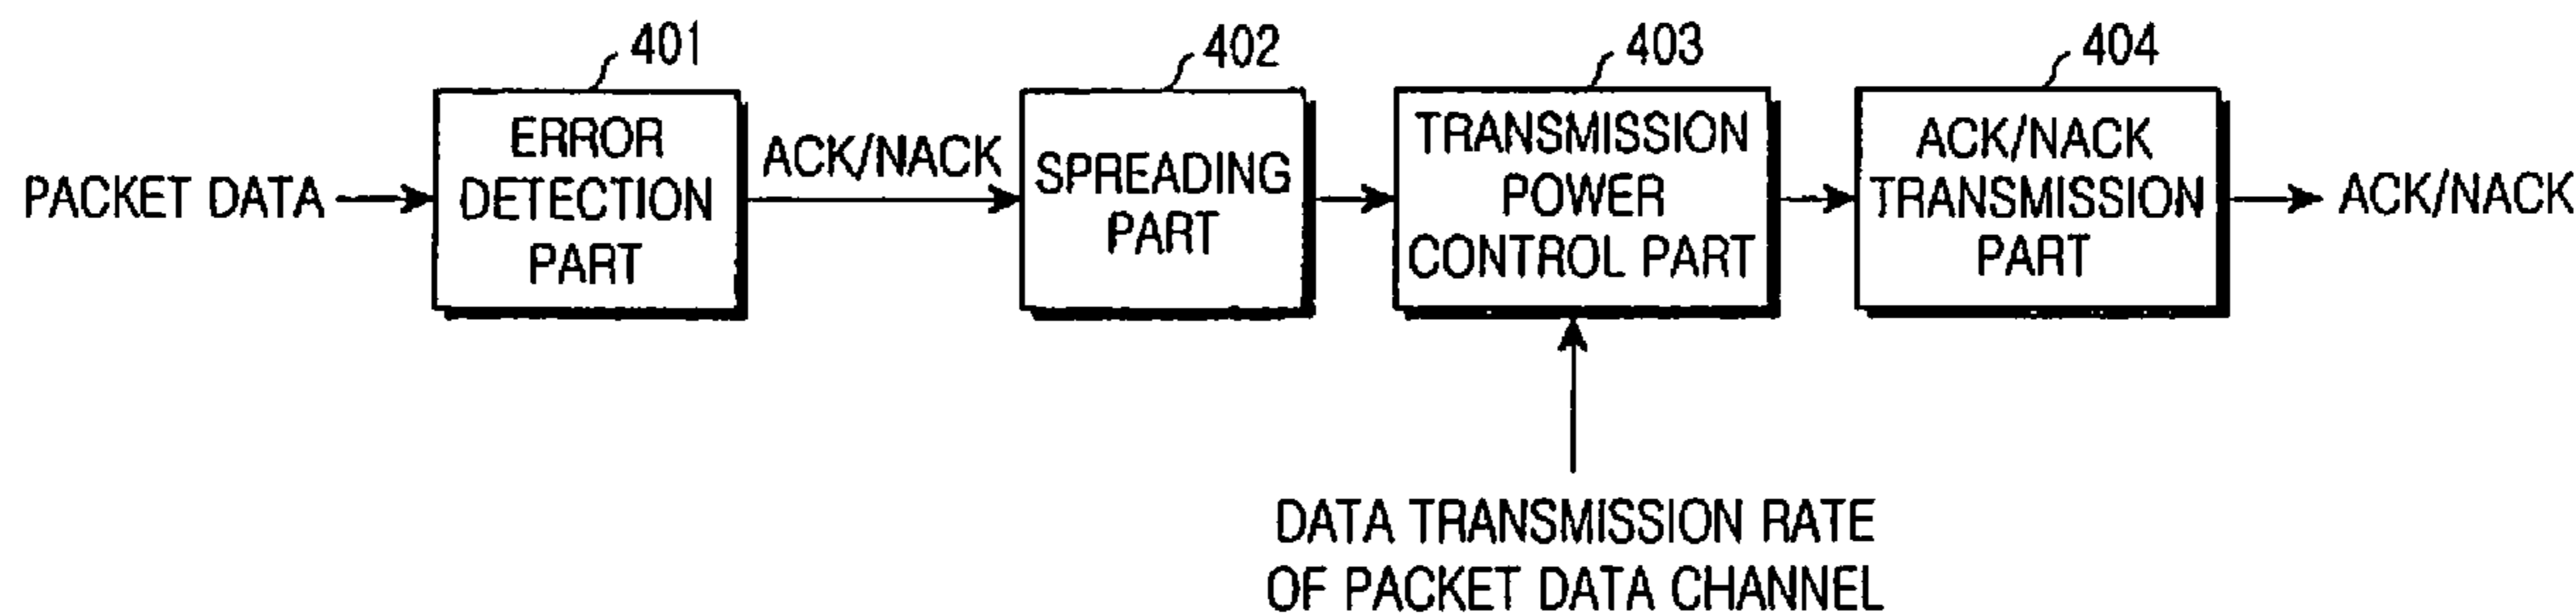 401
402
403
404
PACKET DATA
ERROR
DETECTION
PART
ACK/NACK
SPREADING
PART
TRANSMISSION
POWER
CONTROL PART
ACK/NACK
TRANSMISSION
PART
ACK/NACK
DATA TRANSMISSION RATE
OF PACKET DATA CHANNEL